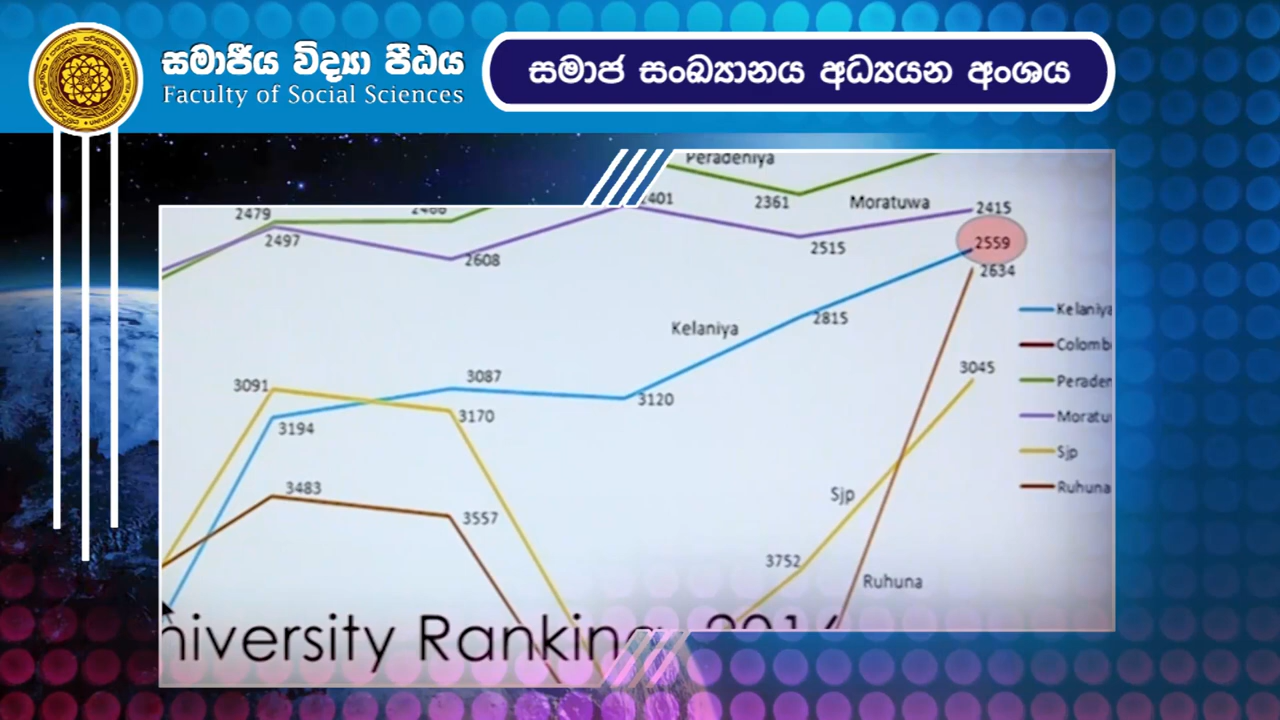 සමාජීය විද්‍යා පීඨය
Faculty of Social Sciences
සමාජ සංඛ්‍යානය අධ්‍යයන අංශය
Peradeniya
2479
2497
2608
2361
Moratuwa
2515
2415
2559
2634
Kelaniya
2815
3091
3194
3087
3170
3120
3045
3483
3557
Sjp
3752
Ruhuna
Kelaniya
Colomb
Peraden
Moratu
Sjp
Ruhuna
niversity Ranking 2014